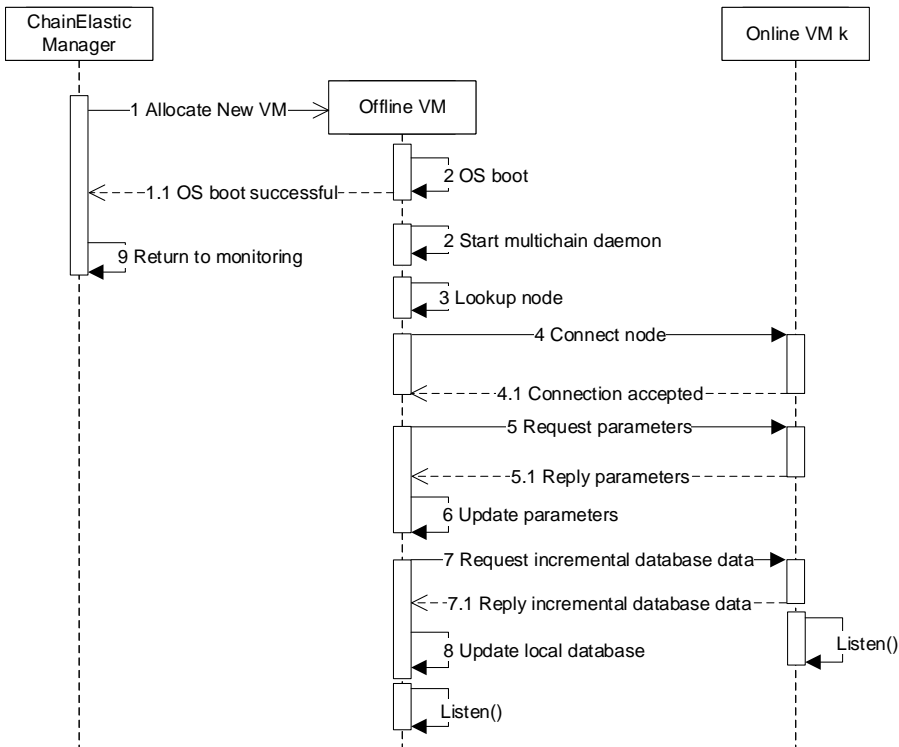 ChainElastic
Manager
Online VM k
1 Allocate New VM
Offline VM
2 OS boot
1.1 OS boot successful
2 Start multichain daemon
9 Return to monitoring
3 Lookup node
4 Connect node
4.1 Connection accepted
5 Request parameters
5.1 Reply parameters
6 Update parameters
7 Request incremental database data
7.1 Reply incremental database data
Listen()
8 Update local database
Listen()